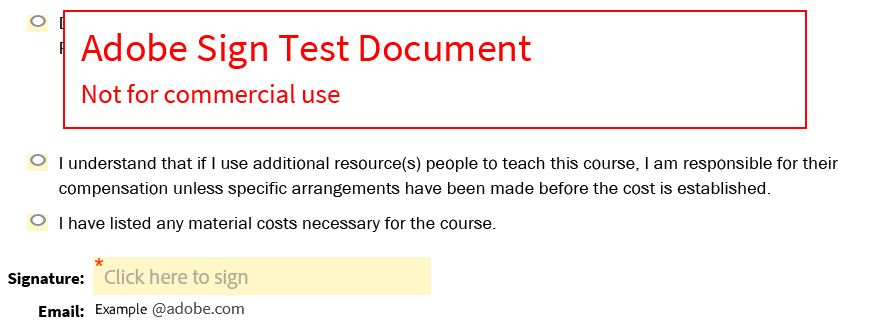 Adobe Sign Test Document
Not for commercial use
I understand that if I use additional resource(s) people to teach this course, I am responsible for their
compensation unless specific arrangements have been made before the cost is established.
I have listed any material costs necessary for the course.
Signature: *Click here to sign
Email: Example @adobe.com